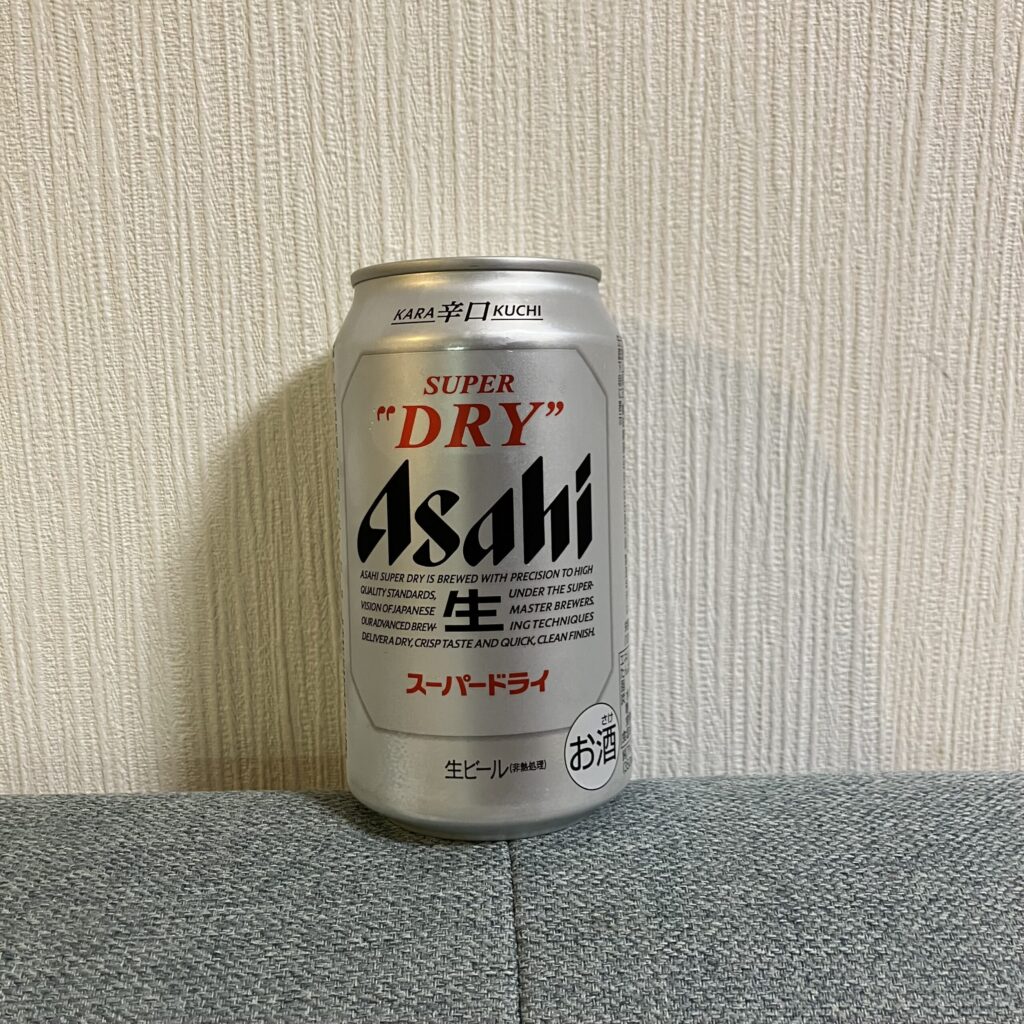 KARA 辛口 KUCHI
SUPER
“DRY”
Asahi
ASAHI SUPER DRY IS BREWED WITH PRECISION TO HIGH
QUALITY STANDARDS, UNDER THE SUPER-
VISION OF JAPANESE MASTER BREWERS.
OUR ADVANCED BREW- ING TECHNIQUES
生
DELIVER A DRY, CRISP TASTE AND QUICK, CLEAN FINISH.
スーパードライ
さけ
お酒
生ビール(非熱処理)